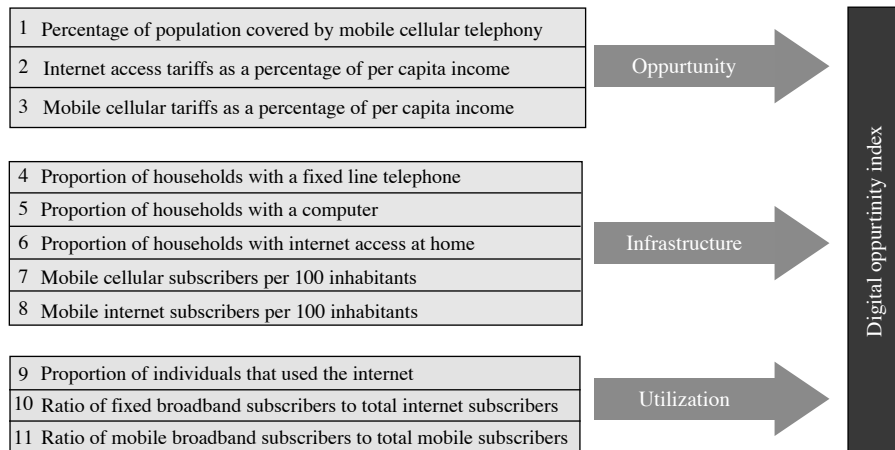 1 Percentage of population covered by mobile cellular telephony
2 Internet access tariffs as a percentage of per capita income
3 Mobile cellular tariffs as a percentage of per capita income
Oppurtunity
4 Proportion of households with a fixed line telephone
5 Proportion of households with a computer
6 Proportion of households with internet access at home
7 Mobile cellular subscribers per 100 inhabitants
8 Mobile internet subscribers per 100 inhabitants
Infrastructure
9 Proportion of individuals that used the internet
10 Ratio of fixed broadband subscribers to total internet subscribers
11 Ratio of mobile broadband subscribers to total mobile subscribers
Utilization
Digital oppurtinity index